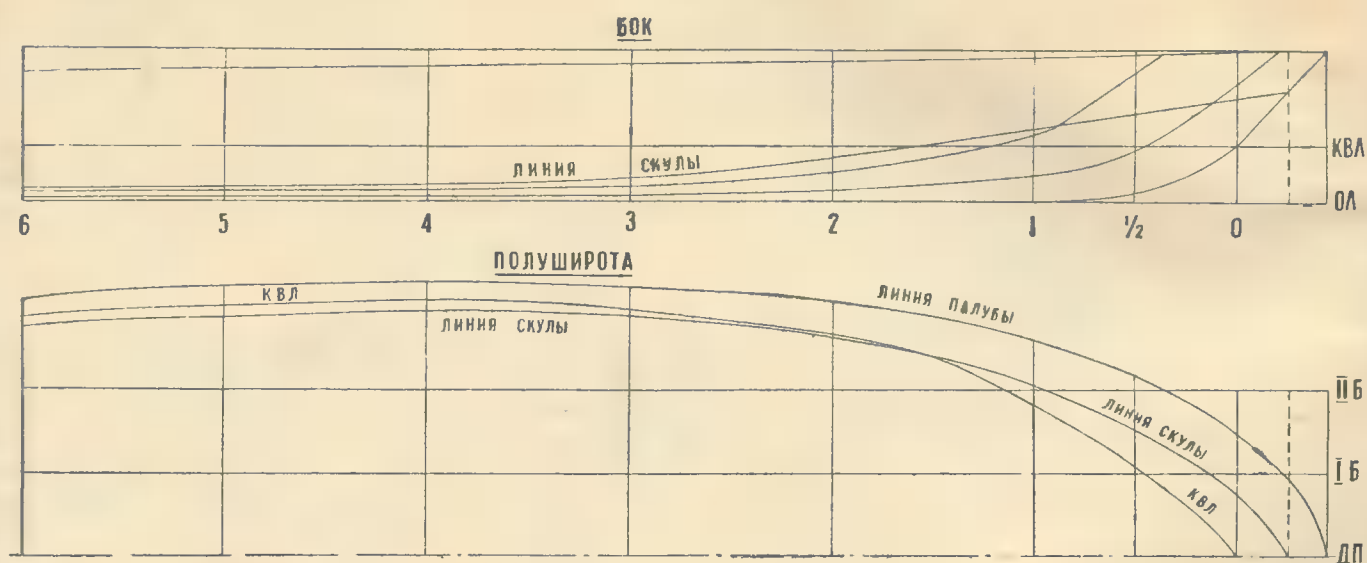 БОК
КВЛ
ЛИНИЯ СКУЛЫ
ОЛ
6 5 4 3 2 1 1/2 0
ПОЛУШИРОТА
КВЛ
ЛИНИЯ ПАЛУБЫ
ЛИНИЯ СКУЛЫ
II Б
ЛИНИЯ СКУЛЫ
I Б
КВЛ
ДП